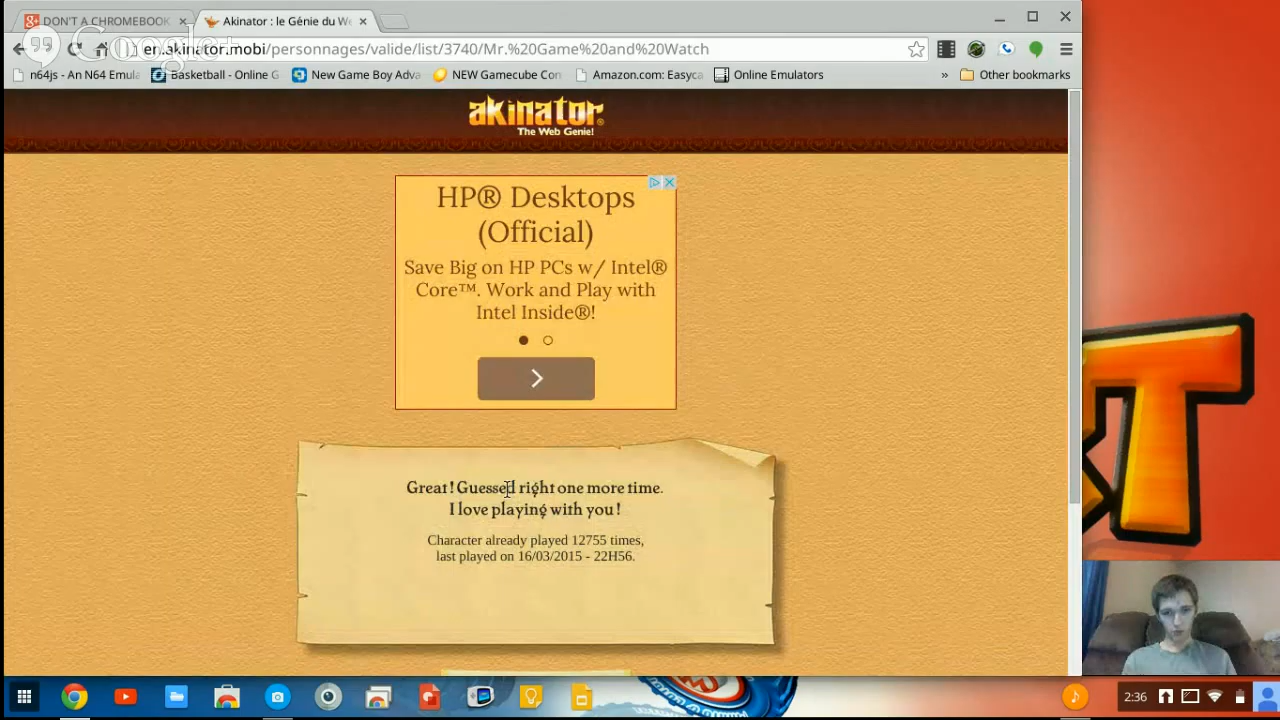 DON'T A CHROMEBOOK
Akinator : le Génie du We
Google+
en.akinator.mobi/personnages/valide/list/3740/Mr.%20Game%20and%20Watch
n64js - An N64 Emula
Basketball - Online G
New Game Boy Adva
NEW Gamecube Con
Amazon.com: Easyca
Online Emulators
»
Other bookmarks
akinator®
The Web Genie!
HP® Desktops
(Official)
Save Big on HP PCs w/ Intel®
Core™. Work and Play with
Intel Inside®!
Great ! Guessed right one more time.
I love playing with you !
Character already played 12755 times,
last played on 16/03/2015 - 22H56.
2:36